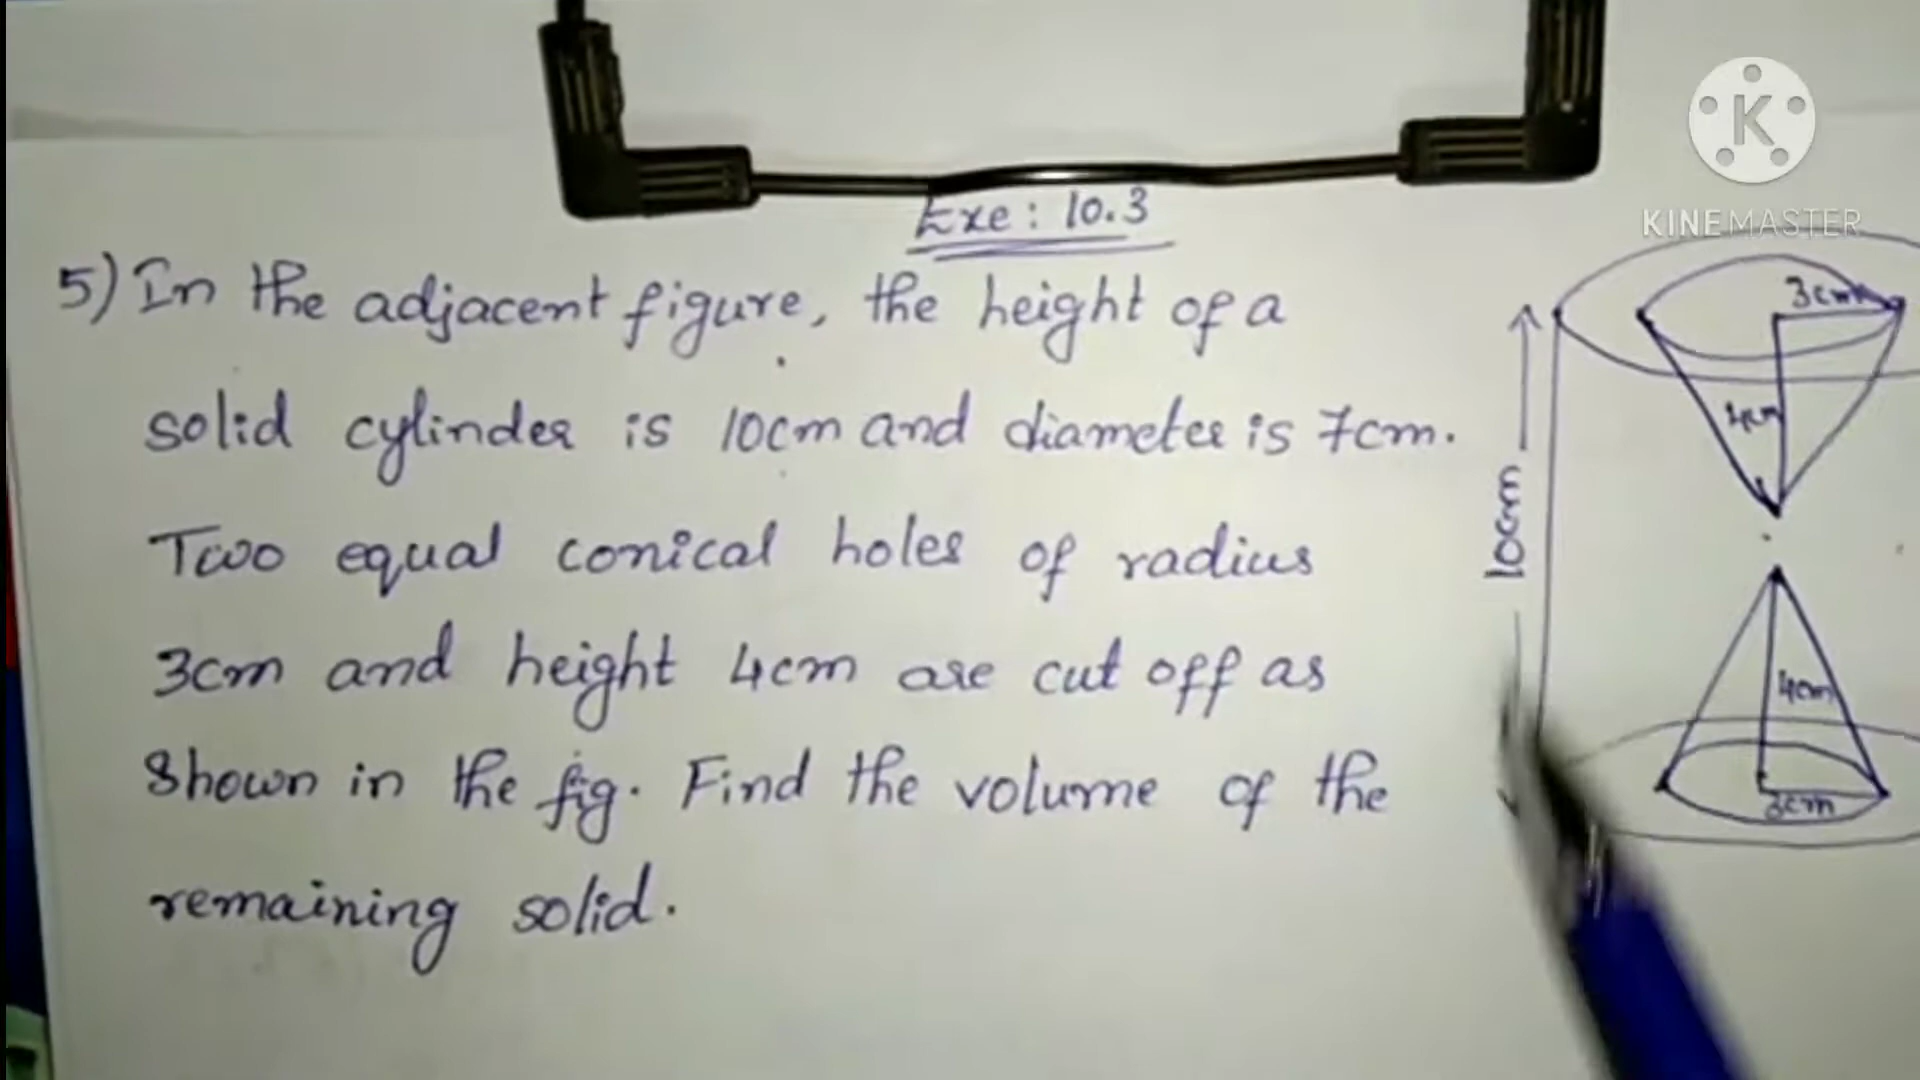 K
KINEMASTER
Exe: 10.3
5) In the adjacent figure, the height of a
solid cylinder is 10cm and diameter is 7cm.
Two equal conical holes of radius
3cm and height 4cm are cut off as
Shown in the fig. Find the volume of the
remaining solid.
3cm
4cm
10cm
4cm
3cm